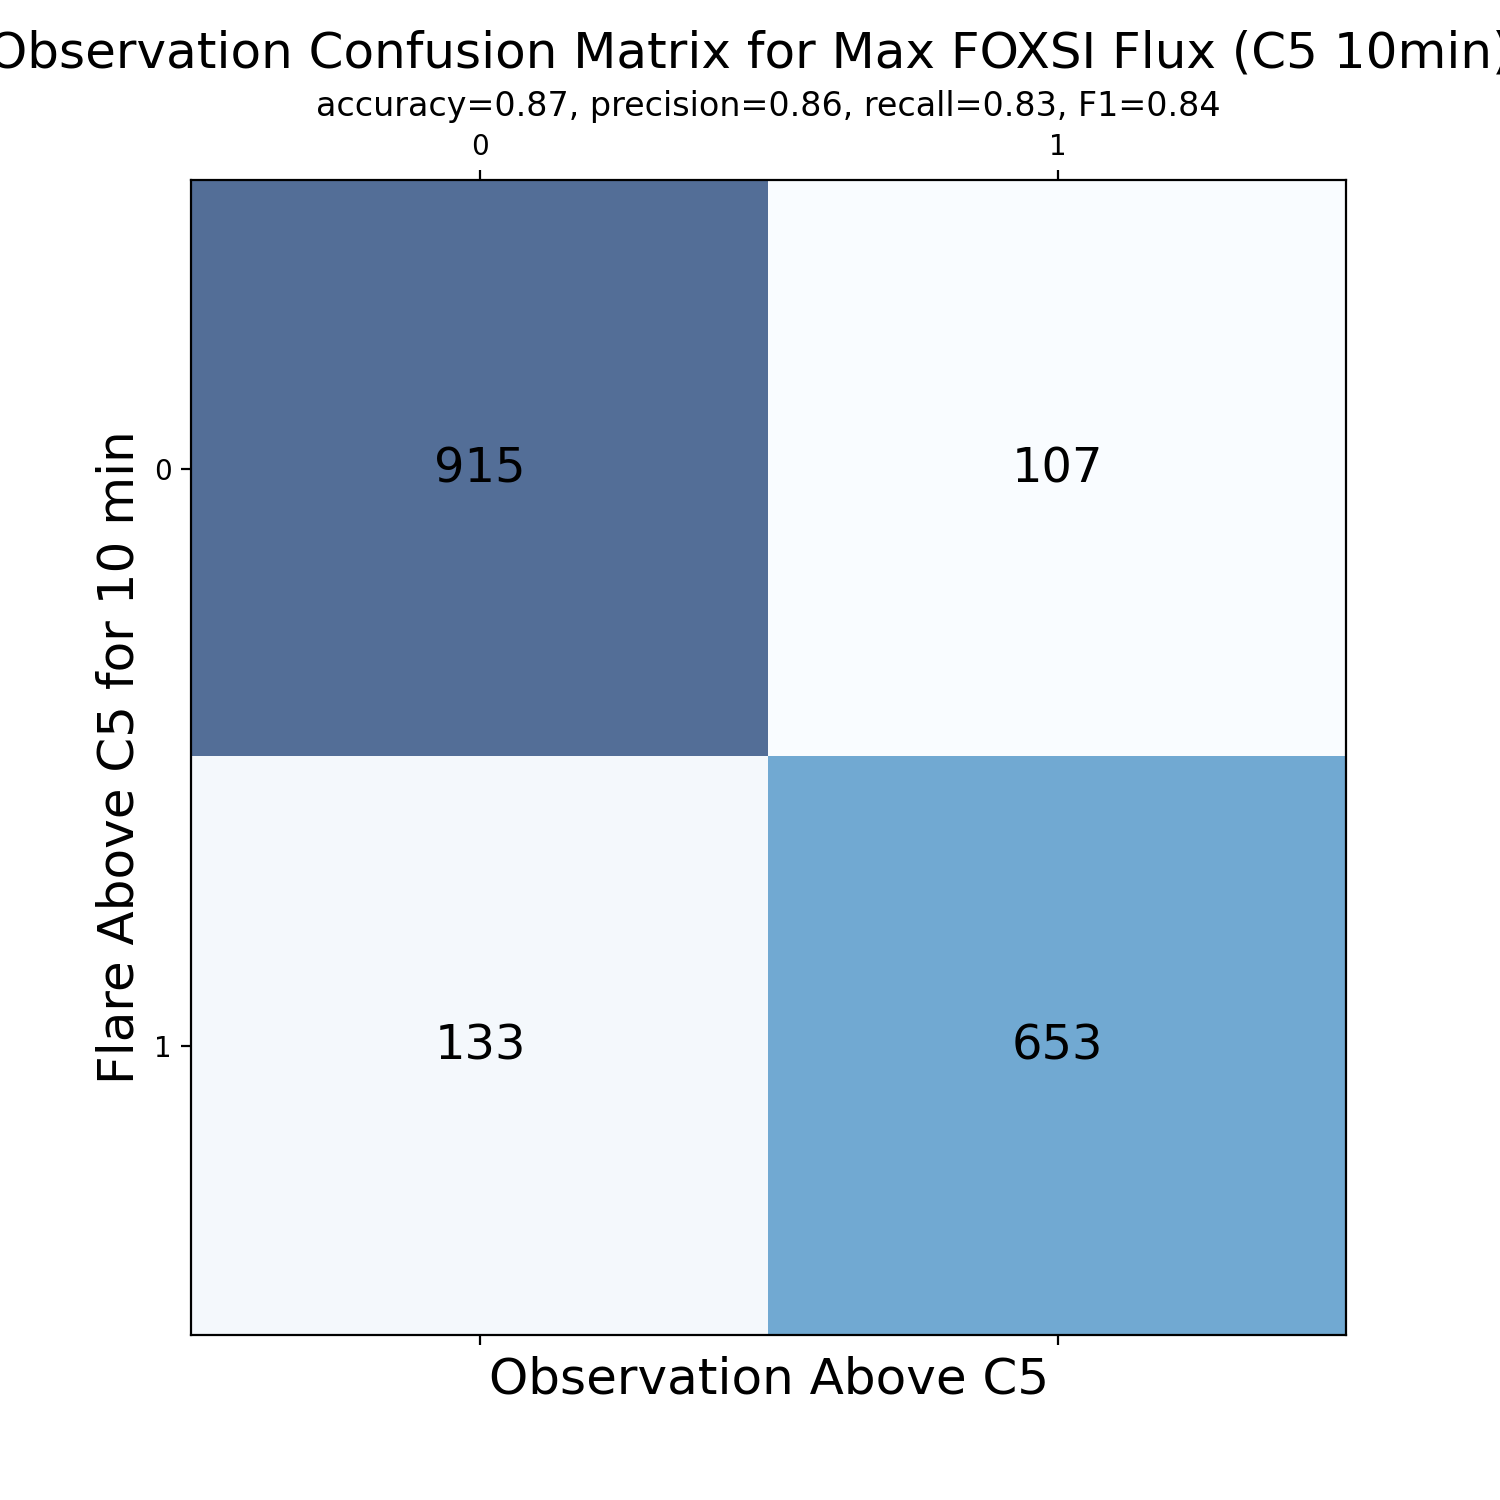 Observation Confusion Matrix for Max FOXSI Flux (C5 10min)
accuracy=0.87, precision=0.86, recall=0.83, F1=0.84
0 1
Flare Above C5 for 10 min
0 915 107
1 133 653
Observation Above C5